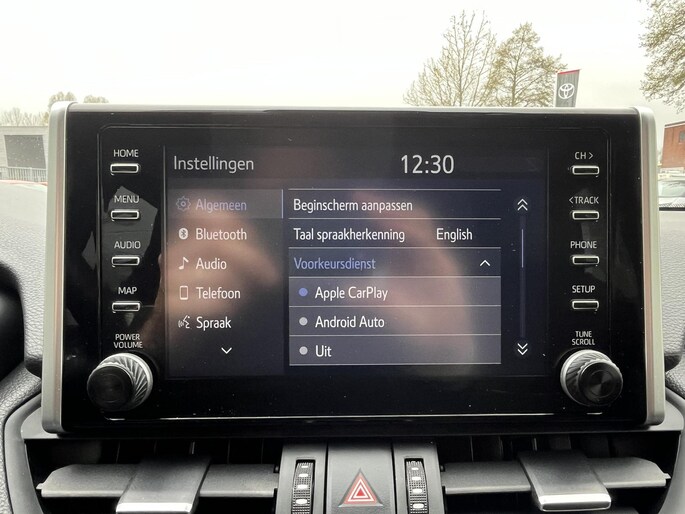 HOME
MENU
AUDIO
MAP
POWER
VOLUME
Instellingen
12:30
Algemeen
Bluetooth
Audio
Telefoon
Spraak
Beginscherm aanpassen
Taal spraakherkenning English
Voorkeursdienst
Apple CarPlay
Android Auto
Uit
CH >
< TRACK
PHONE
SETUP
TUNE
SCROLL